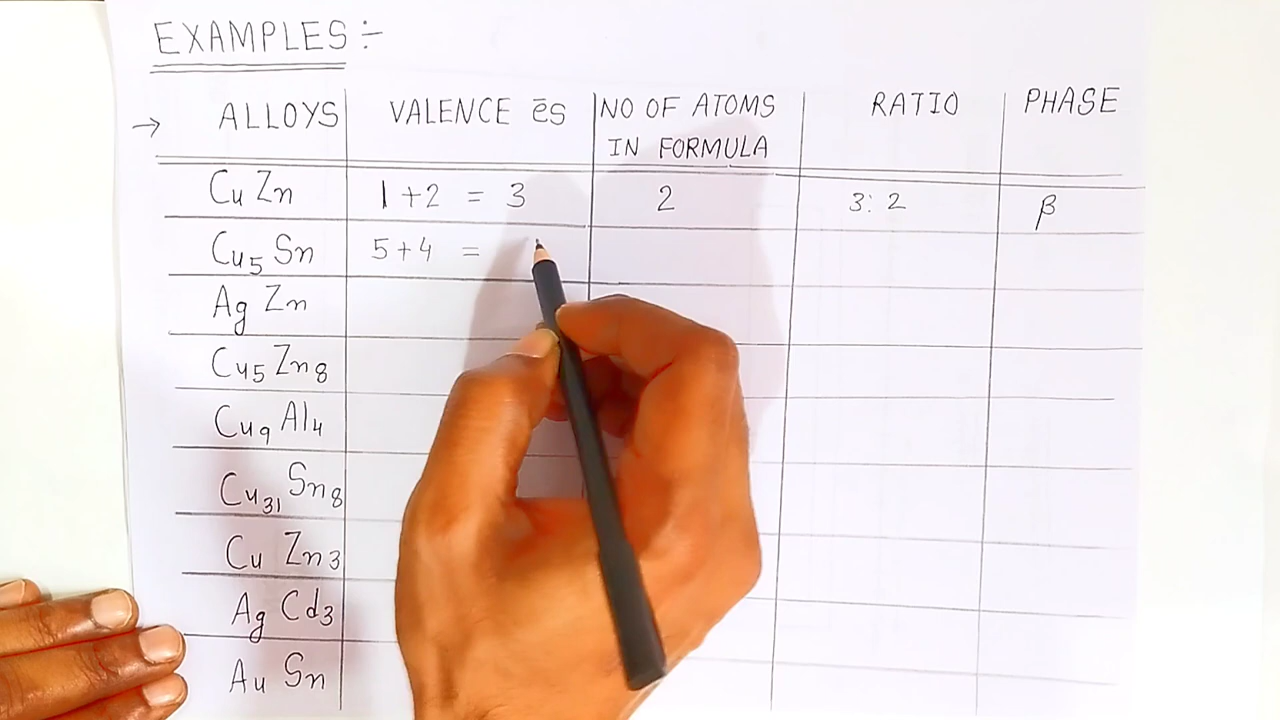 EXAMPLES :-
→ ALLOYS VALENCE ēs NO OF ATOMS IN FORMULA RATIO PHASE
Cu Zn 1+2 = 3 2 3:2 β
Cu5 Sn 5+4 =
Ag Zn
Cu5 Zn8
Cu9 Al4
Cu31 Sn8
Cu Zn3
Ag Cd3
Au Sn